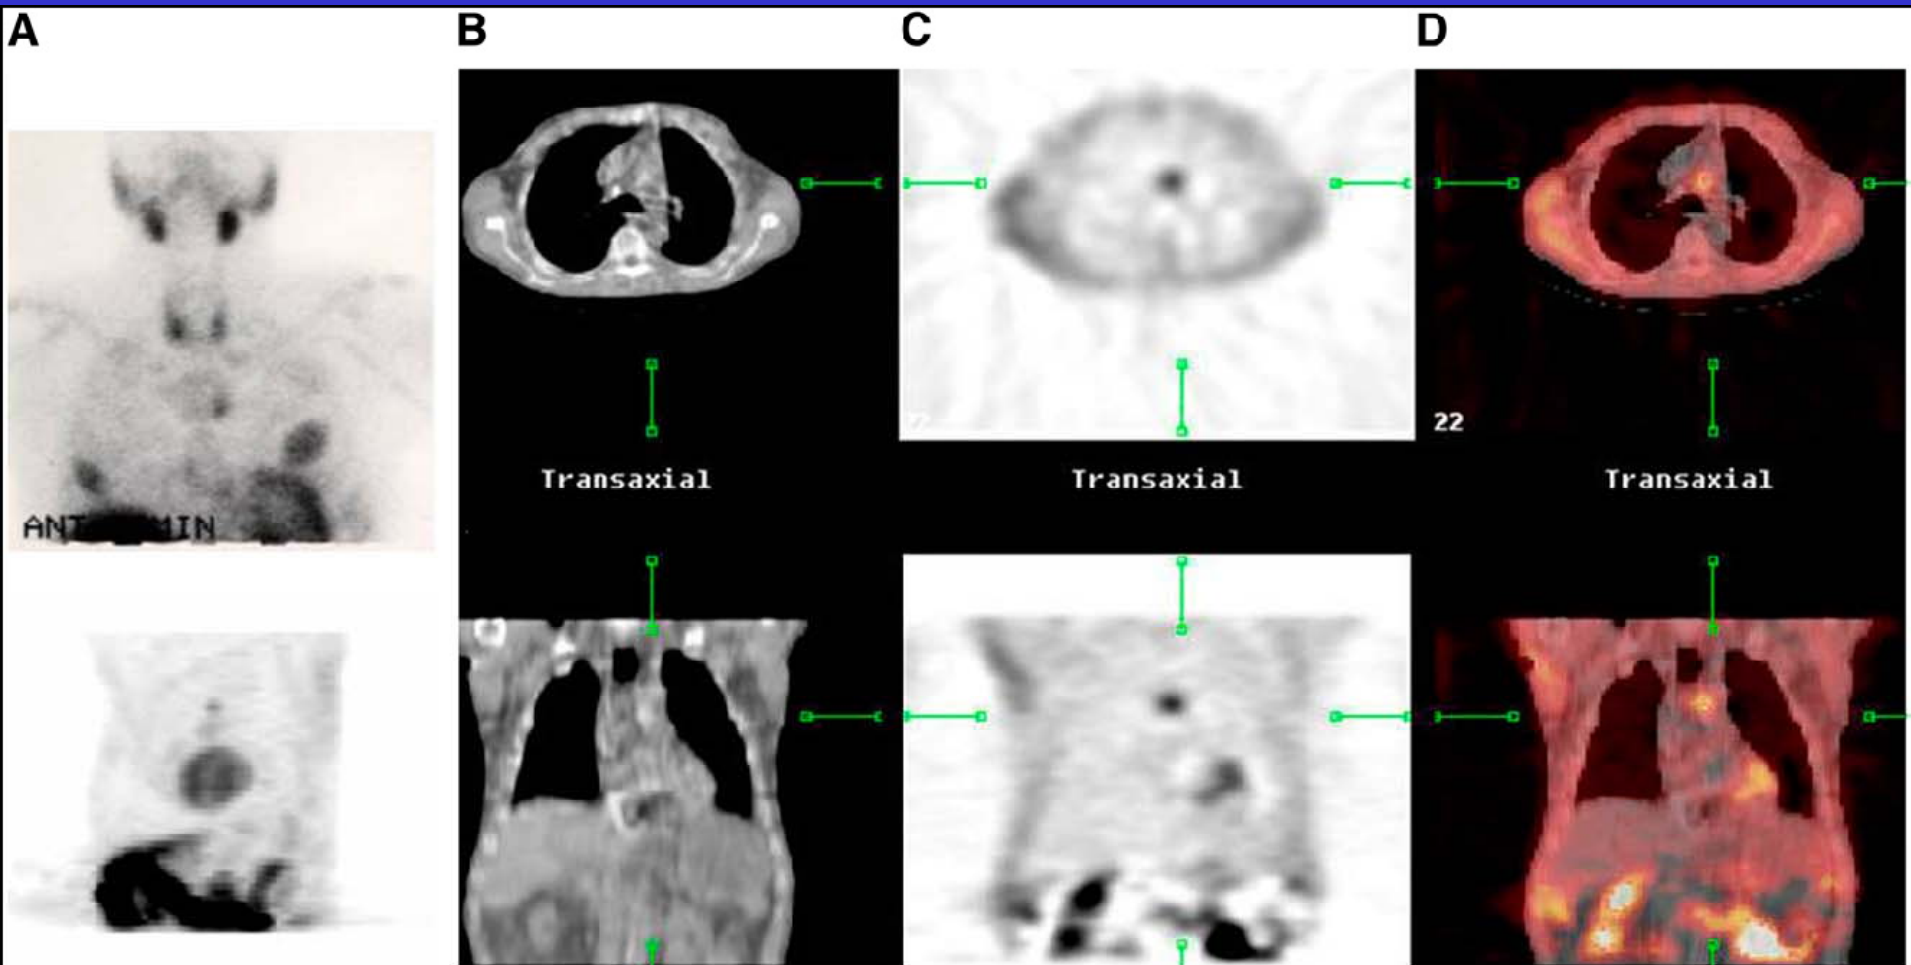 A B C D
ANT MIN
22
Transaxial Transaxial Transaxial